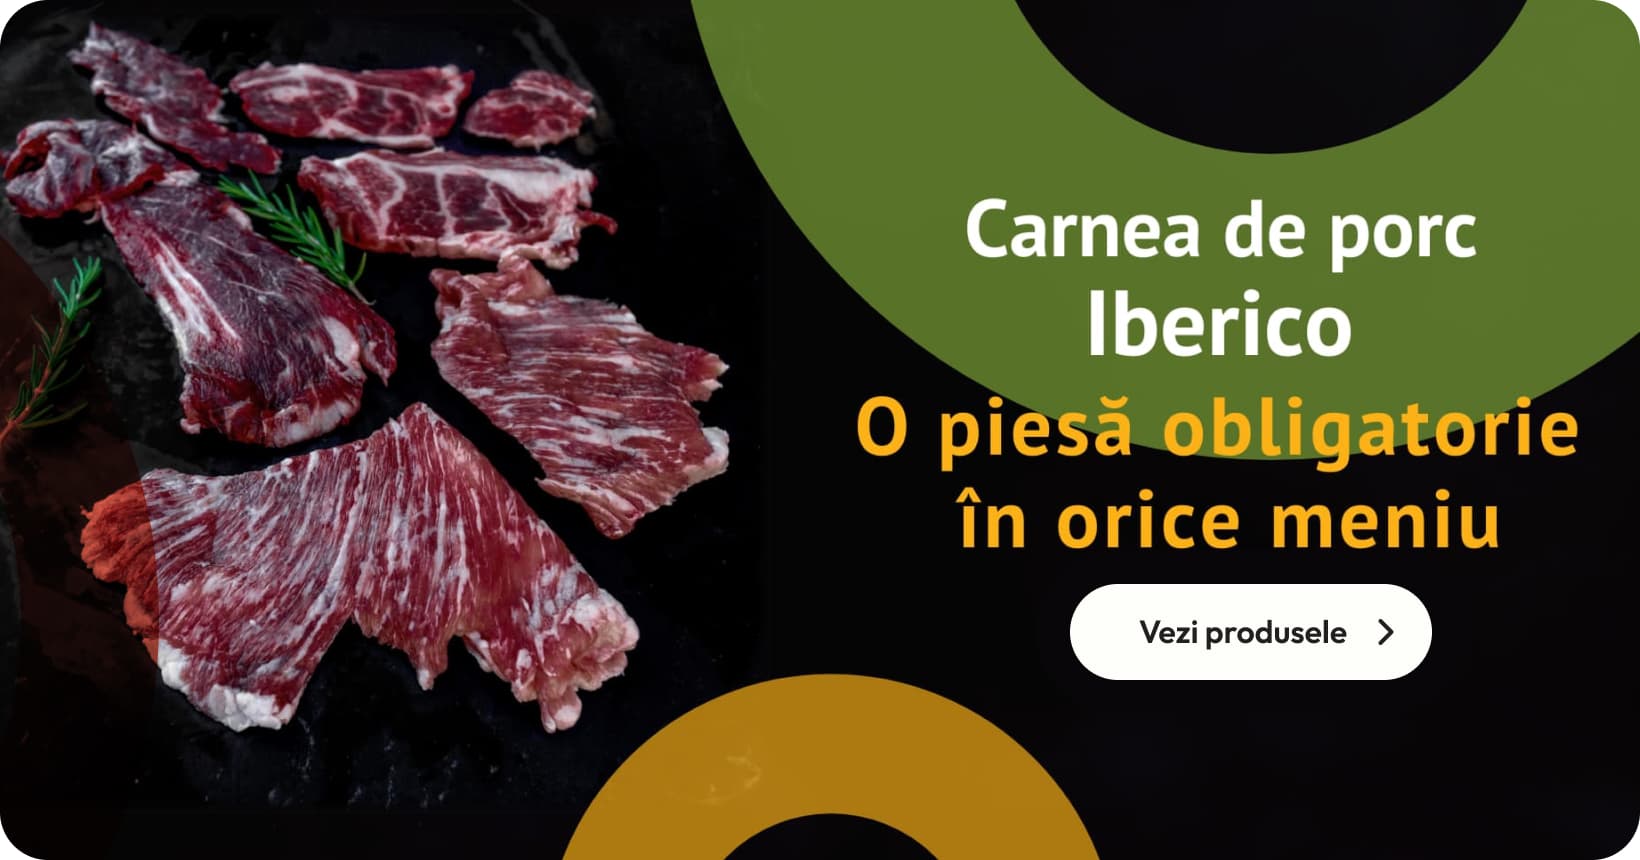 Carnea de porc
Iberico
O piesă obligatorie
în orice meniu
Vezi produsele